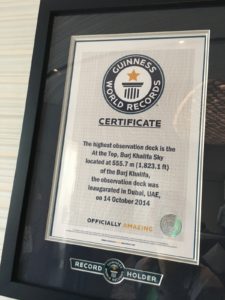 GUINNESS
WORLD RECORDS
CERTIFICATE
The highest observation deck is the
At the Top, Burj Khalifa Sky
located at 555.7 m (1,823.1 ft)
of the Burj Khalifa,
the observation deck was
inaugurated in Dubai, UAE,
on 14 October 2014
OFFICIALLY AMAZING
RECORD HOLDER